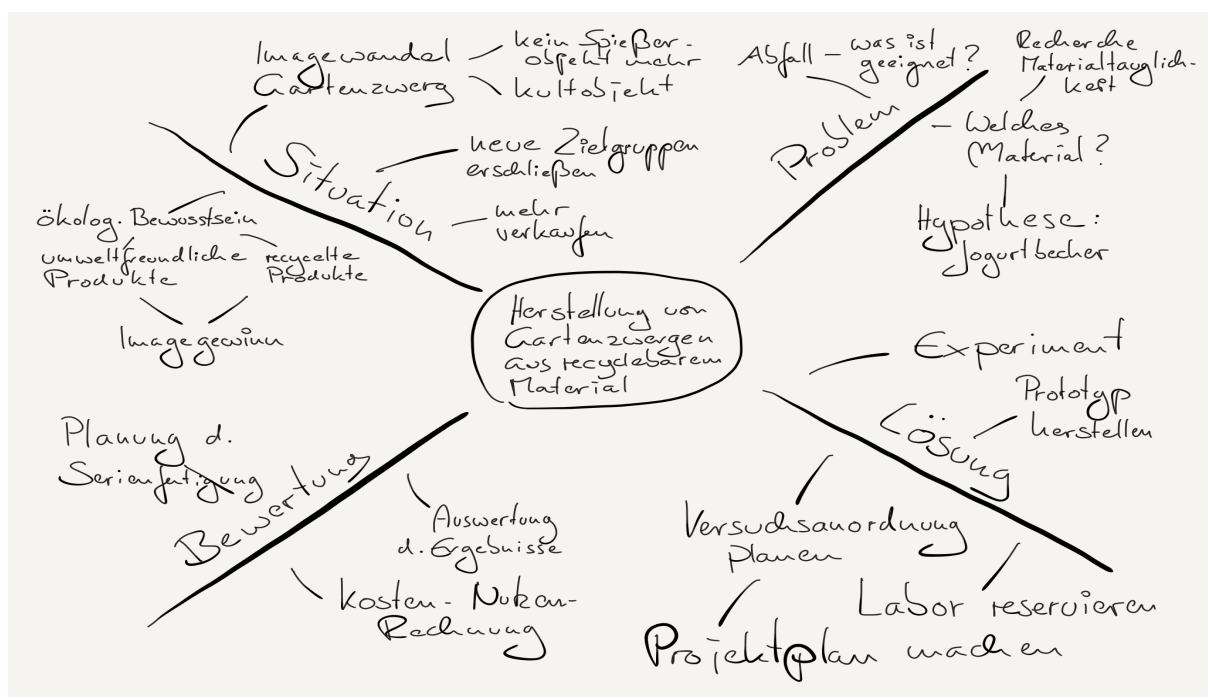 Imagewandel
Gartenzwerg
kein Spießer-
objekt mehr
kultobjekt
Situation
neue Zielgruppen
erschließen
mehr
verkaufen
ökolog. Bewusstsein
umweltfreundliche
Produkte
recycelte
Produkte
Imagegewinn
Problem
Abfall – was ist
geeignet?
Recherche
Materialtauglich-
keit
Welches
Material?
Hypothese:
Jogurtbecher
Herstellung von
Gartenzwergen
aus recyclebarem
Material
Lösung
Experiment
Prototyp
herstellen
Versuchsanordnung
planen
Projektplan machen
Labor reservieren
Bewertung
Planung d.
Serienfertigung
Auswertung
d. Ergebnisse
Kosten-Nutzen-
Rechnung